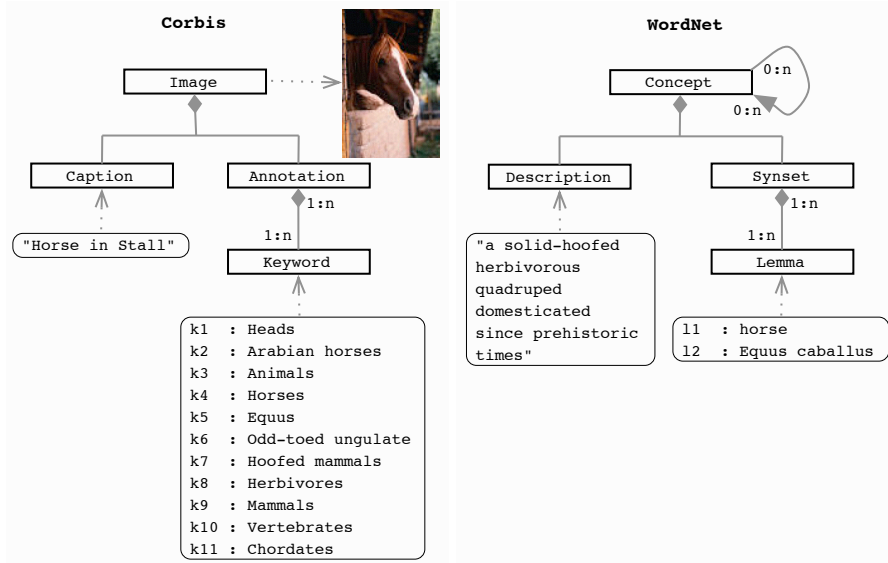 Corbis
Image
Caption
Annotation
1:n
"Horse in Stall"
1:n
Keyword
k1 : Heads
k2 : Arabian horses
k3 : Animals
k4 : Horses
k5 : Equus
k6 : Odd-toed ungulate
k7 : Hoofed mammals
k8 : Herbivores
k9 : Mammals
k10 : Vertebrates
k11 : Chordates
WordNet
0:n
Concept
0:n
Description
Synset
1:n
"a solid-hoofed
herbivorous
quadruped
domesticated
since prehistoric
times"
1:n
Lemma
l1 : horse
l2 : Equus caballus